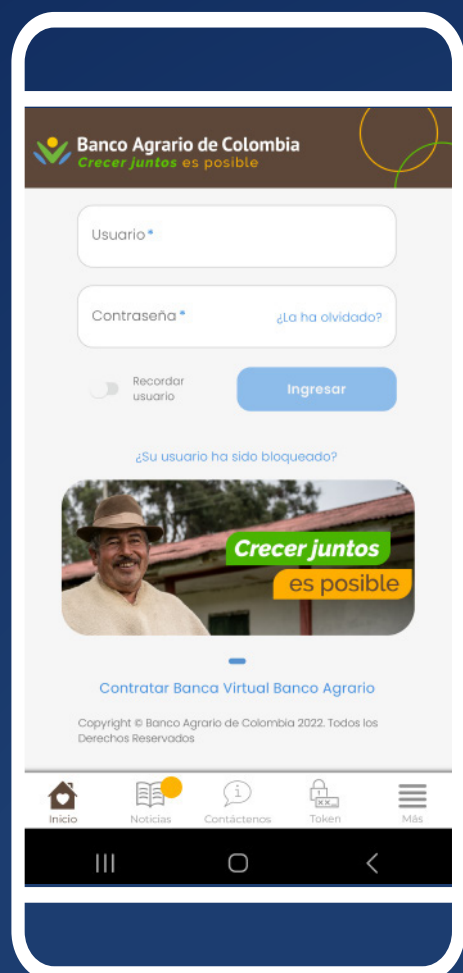 Banco Agrario de Colombia
Crecer juntos es posible
Usuario *
Contraseña *
¿La ha olvidado?
Recordar
usuario
Ingresar
¿Su usuario ha sido bloqueado?
Crecer juntos
es posible
Contratar Banca Virtual Banco Agrario
Copyright © Banco Agrario de Colombia 2022. Todos los
Derechos Reservados
Inicio
Noticias
Contáctenos
Token
Más